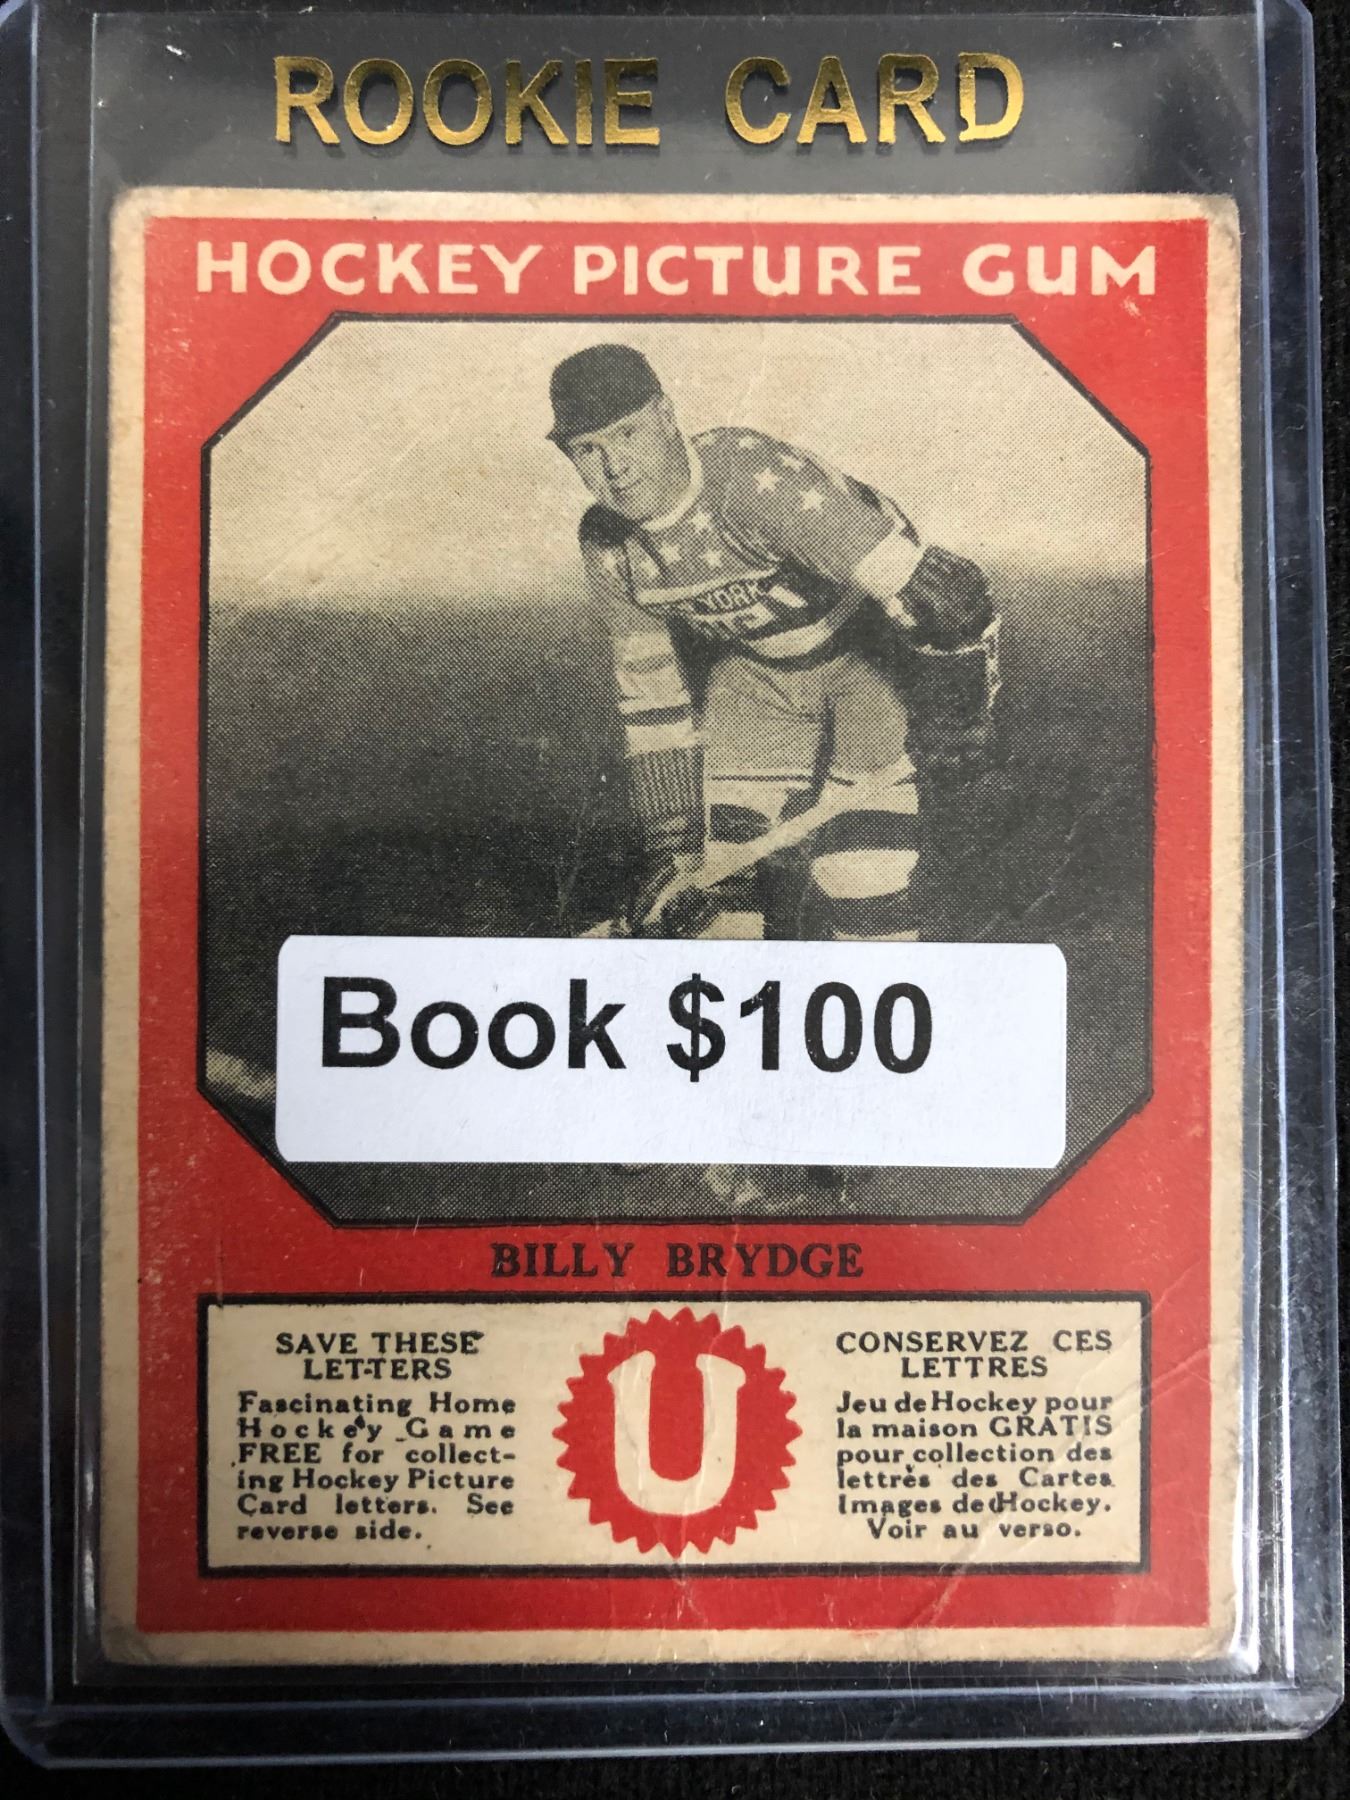 ROOKIE CARD
HOCKEY PICTURE GUM
YORK
Book $100
BILLY BRYDGE
SAVE THESE
LETTERS
Fascinating Home
Hockey Game
FREE for collect-
ing Hockey Picture
Card letters. See
reverse side.
U
CONSERVEZ CES
LETTRES
Jeu de Hockey pour
la maison GRATIS
pour collection des
lettres des Cartes
Images de Hockey.
Voir au verso.